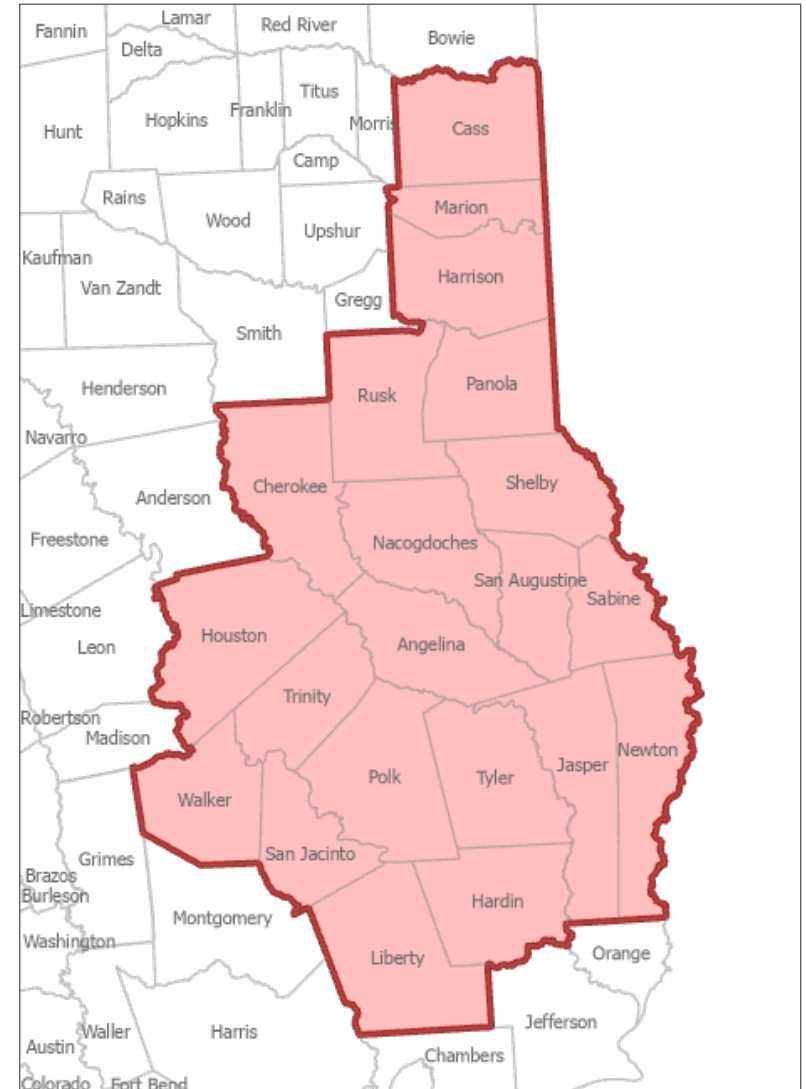 Lamar
Red River
Fannin
Bowie
Delta
Titus
Franklin
Hopkins
Morris
Cass
Hunt
Camp
Rains
Marion
Wood
Upshur
Kaufman
Harrison
Van Zandt
Gregg
Smith
Panola
Henderson
Rusk
Navarro
Shelby
Cherokee
Anderson
Freestone
Nacogdoches
San Augustine
Sabine
Limestone
Houston
Angelina
Leon
Trinity
Robertson
Madison
Newton
Jasper
Polk
Tyler
Walker
San Jacinto
Grimes
Brazos
Burleson
Hardin
Montgomery
Washington
Orange
Liberty
Jefferson
Waller
Harris
Austin
Chambers
Colorado
Fort Bend